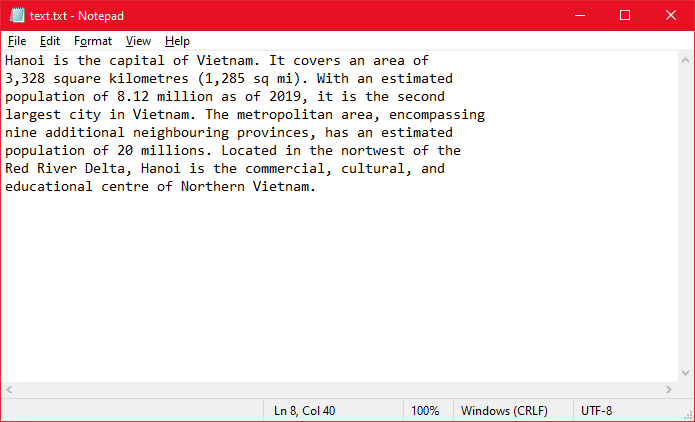 text.txt - Notepad
File Edit Format View Help
Hanoi is the capital of Vietnam. It covers an area of
3,328 square kilometres (1,285 sq mi). With an estimated
population of 8.12 million as of 2019, it is the second
largest city in Vietnam. The metropolitan area, encompassing
nine additional neighbouring provinces, has an estimated
population of 20 millions. Located in the nortwest of the
Red River Delta, Hanoi is the commercial, cultural, and
educational centre of Northern Vietnam.
Ln 8, Col 40 100% Windows (CRLF) UTF-8